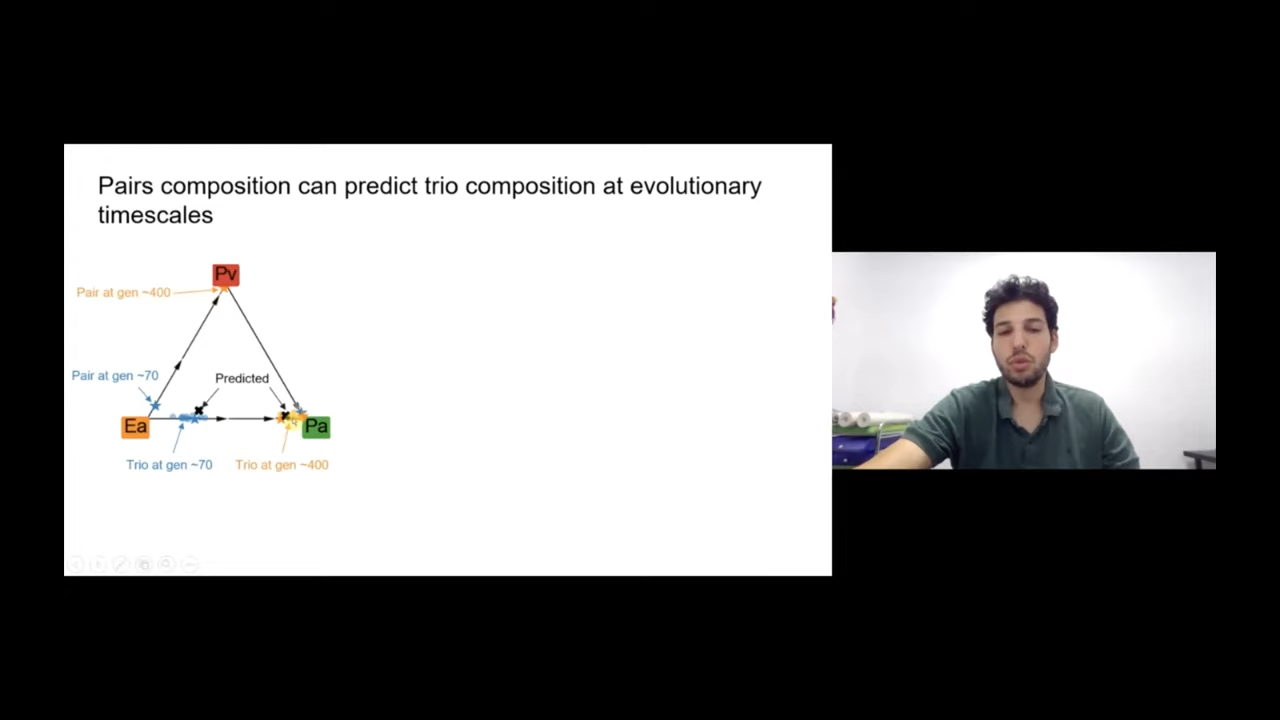 Pairs composition can predict trio composition at evolutionary
timescales
Pv
Pair at gen ~400
Pair at gen ~70
Predicted
Ea
Pa
Trio at gen ~70
Trio at gen ~400